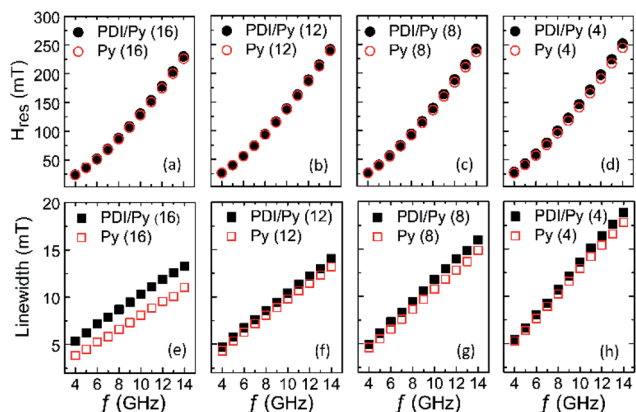 300 PDI/Py (16) PDI/Py (12) PDI/Py (8) PDI/Py (4)
250 Py (16) Py (12) Py (8) Py (4)
200
150
100
50
H_res (mT)
(a) (b) (c) (d)
PDI/Py (16) PDI/Py (12) PDI/Py (8) PDI/Py (4)
Py (16) Py (12) Py (8) Py (4)
20
15
10
5
Linewidth (mT)
(e) (f) (g) (h)
4 6 8 10 12 14 4 6 8 10 12 14 4 6 8 10 12 14 4 6 8 10 12 14
f (GHz) f (GHz) f (GHz) f (GHz)